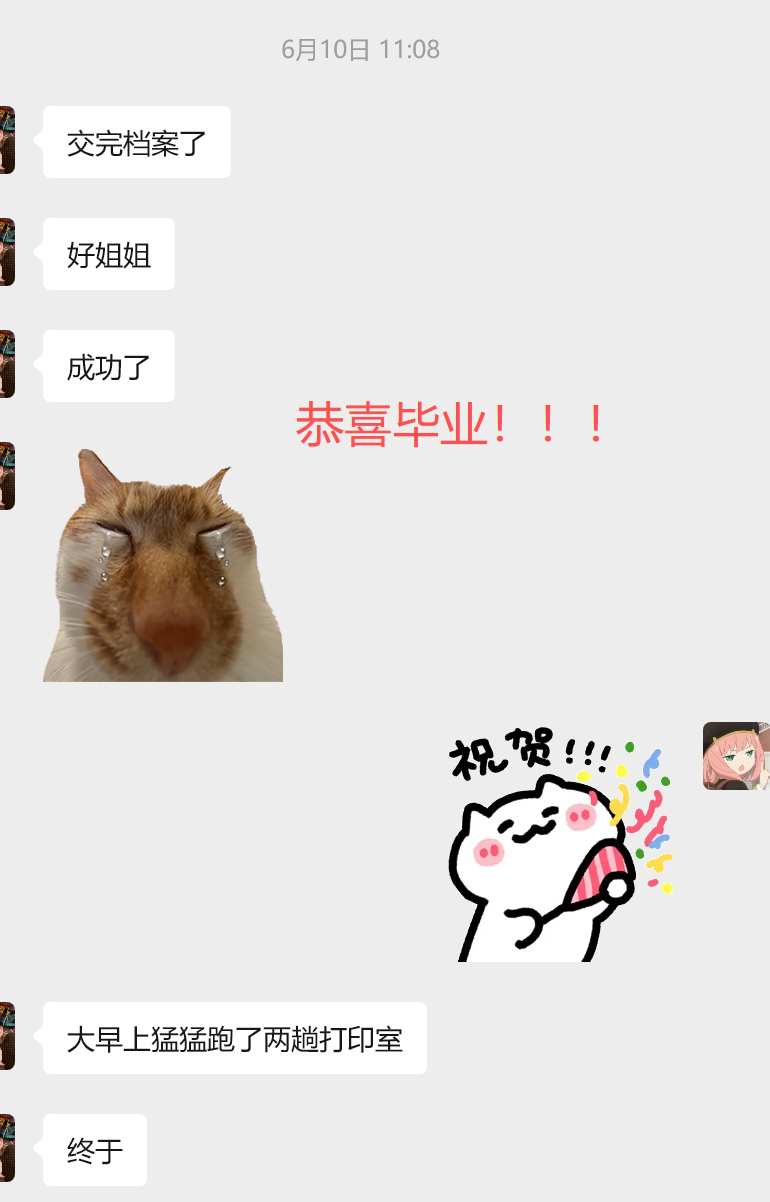 6月10日 11:08
交完档案了
好姐姐
成功了
恭喜毕业！！！
祝贺!!!
大早上猛猛跑了两趟打印室
终于